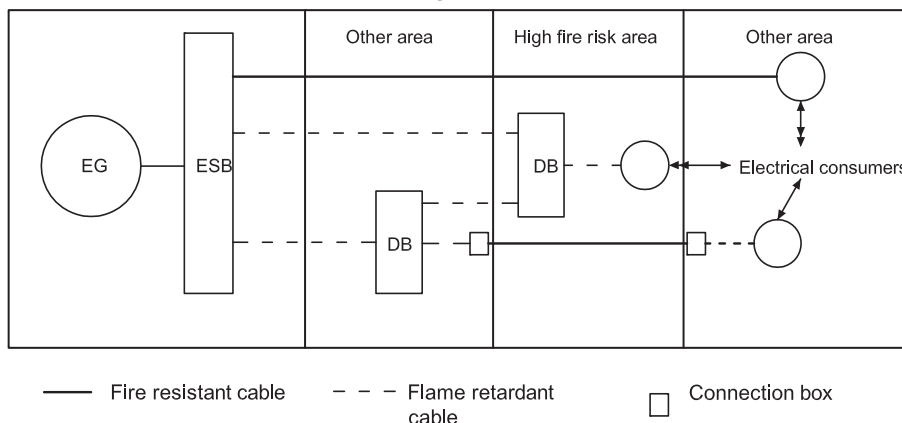 Other area
High fire risk area
Other area
EG
ESB
DB
DB
Electrical consumers
Fire resistant cable
Flame retardant
cable
Connection box